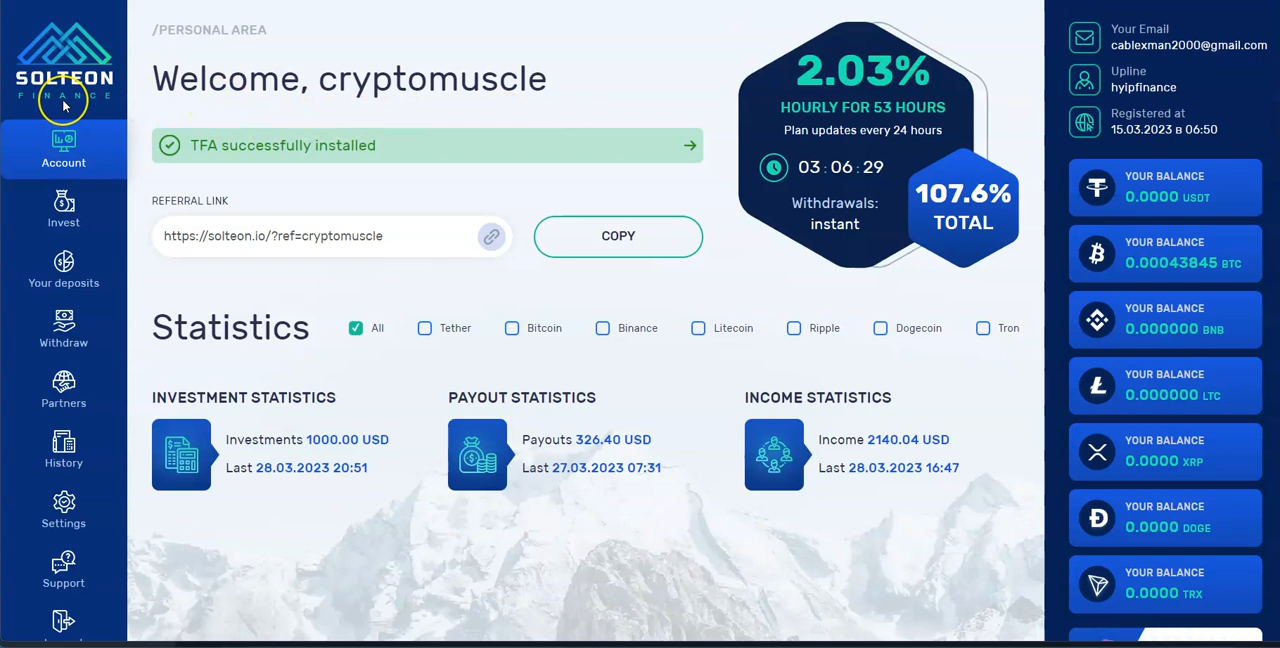 SOLTEON
FINANCE
Account
Invest
Your deposits
Withdraw
Partners
History
Settings
Support
/PERSONAL AREA
Welcome, cryptomuscle
TFA successfully installed
REFERRAL LINK
https://solteon.io/?ref=cryptomuscle
COPY
2.03%
HOURLY FOR 53 HOURS
Plan updates every 24 hours
03:06:29
Withdrawals:
instant
107.6%
TOTAL
Statistics
All
Tether
Bitcoin
Binance
Litecoin
Ripple
Dogecoin
Tron
INVESTMENT STATISTICS
Investments 1000.00 USD
Last 28.03.2023 20:51
PAYOUT STATISTICS
Payouts 326.40 USD
Last 27.03.2023 07:31
INCOME STATISTICS
Income 2140.04 USD
Last 28.03.2023 16:47
Your Email
cablexman2000@gmail.com
Upline
hyipfinance
Registered at
15.03.2023 в 06:50
YOUR BALANCE
0.0000 USDT
YOUR BALANCE
0.00043845 BTC
YOUR BALANCE
0.000000 BNB
YOUR BALANCE
0.000000 LTC
YOUR BALANCE
0.0000 XRP
YOUR BALANCE
0.0000 DOGE
YOUR BALANCE
0.0000 TRX